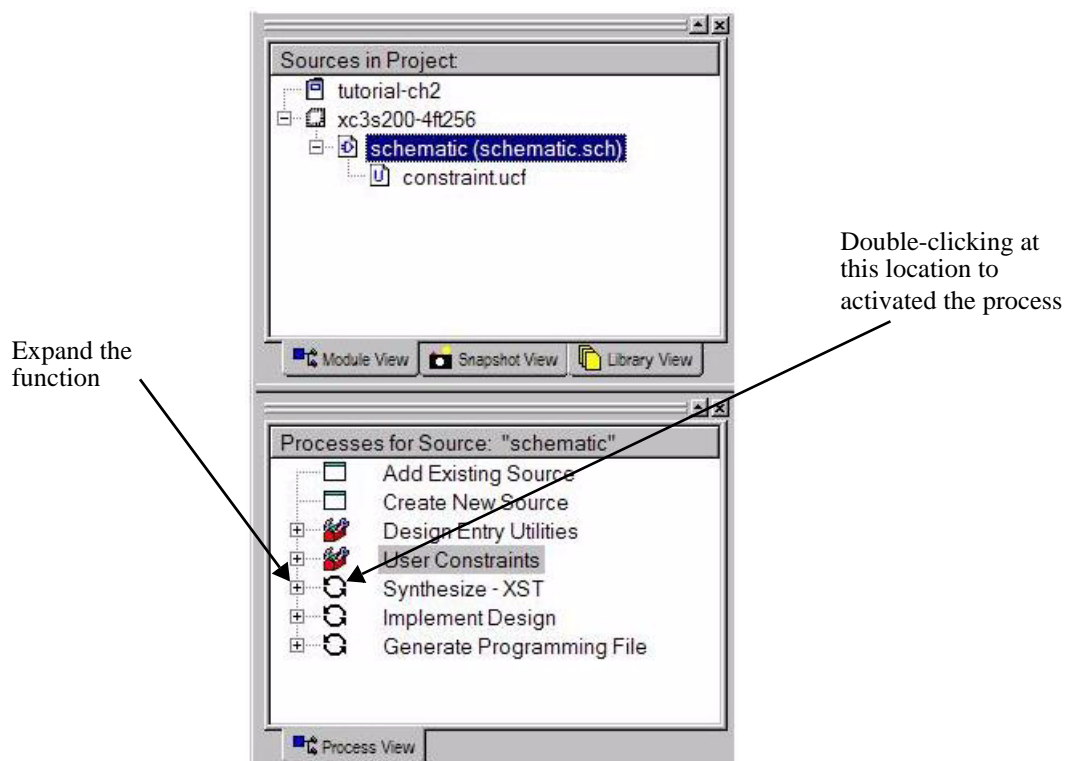 Sources in Project:
tutorial-ch2
xc3s200-4ft256
schematic (schematic.sch)
constraint.ucf
Module View
Snapshot View
Library View
Double-clicking at
this location to
activated the process
Expand the
function
Processes for Source: "schematic"
Add Existing Source
Create New Source
Design Entry Utilities
User Constraints
Synthesize - XST
Implement Design
Generate Programming File
Process View